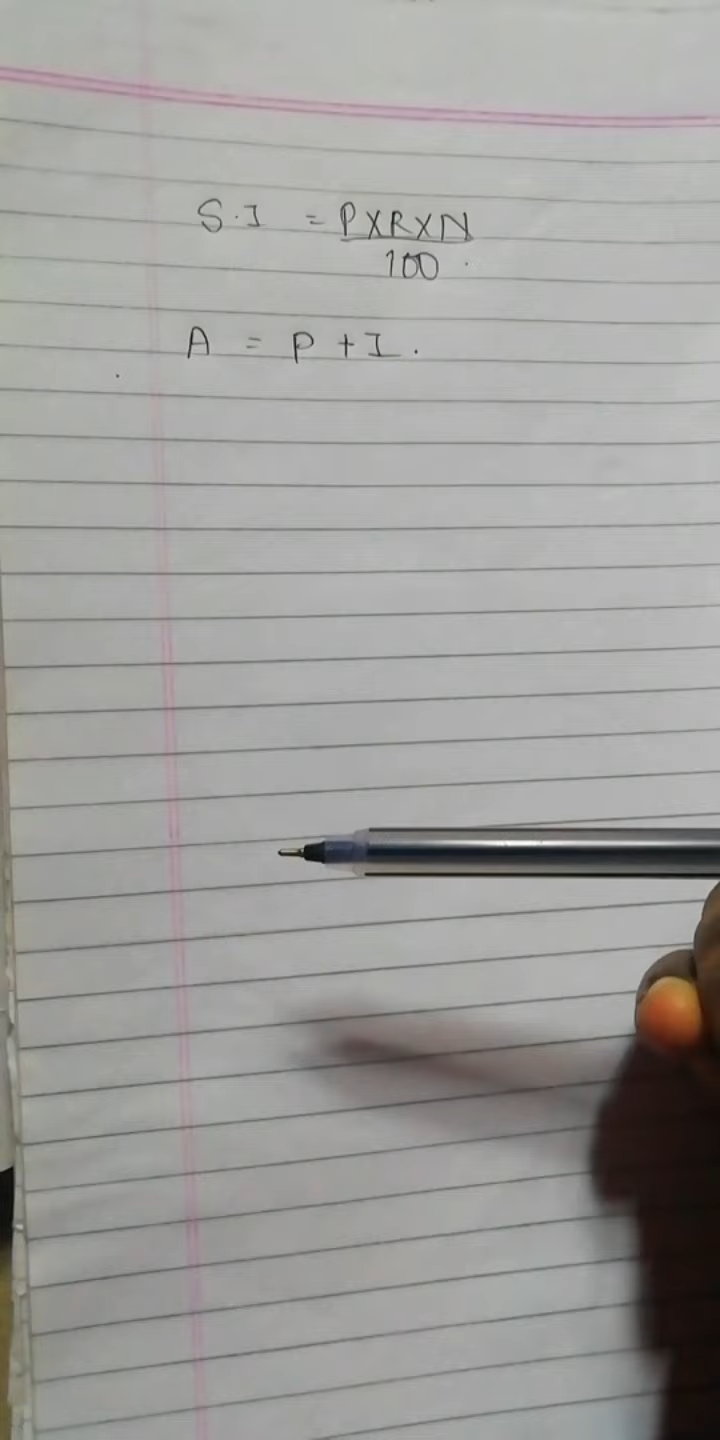 S.I = PXRXN
100
A = P + I.